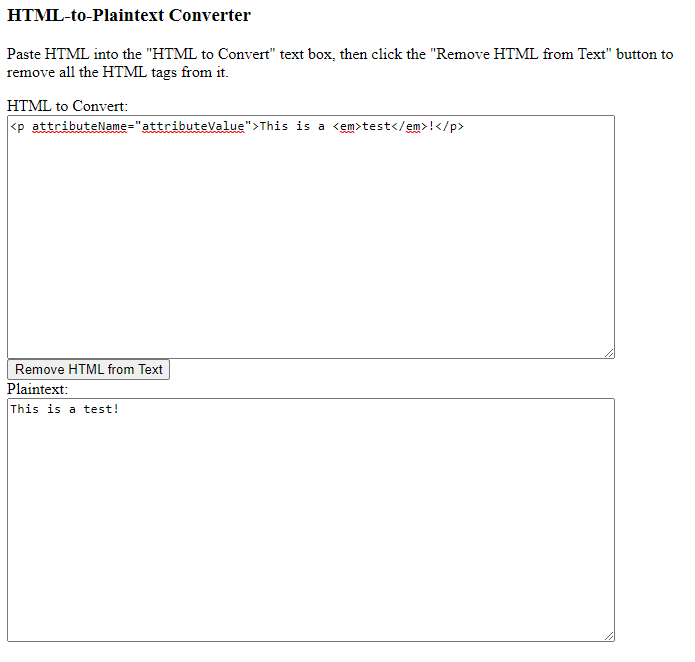 HTML-to-Plaintext Converter
Paste HTML into the "HTML to Convert" text box, then click the "Remove HTML from Text" button to
remove all the HTML tags from it.
HTML to Convert:
<p attributeName="attributeValue">This is a <em>test</em>!</p>
Remove HTML from Text
Plaintext:
This is a test!